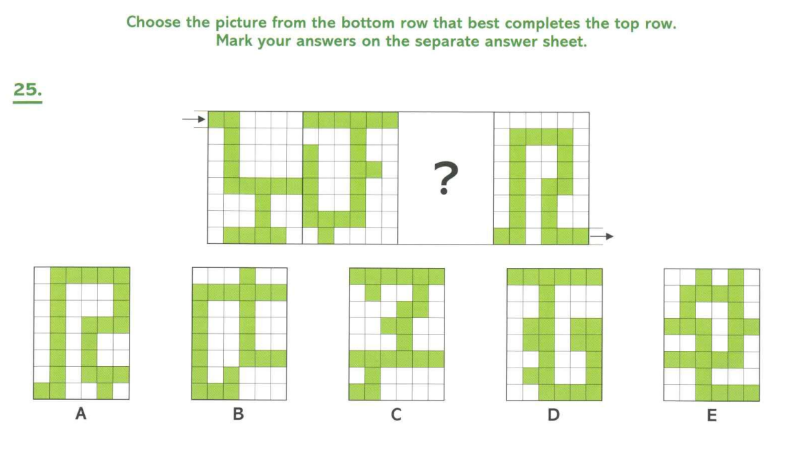 Choose the picture from the bottom row that best completes the top row.
Mark your answers on the separate answer sheet.
25.
?
A B C D E